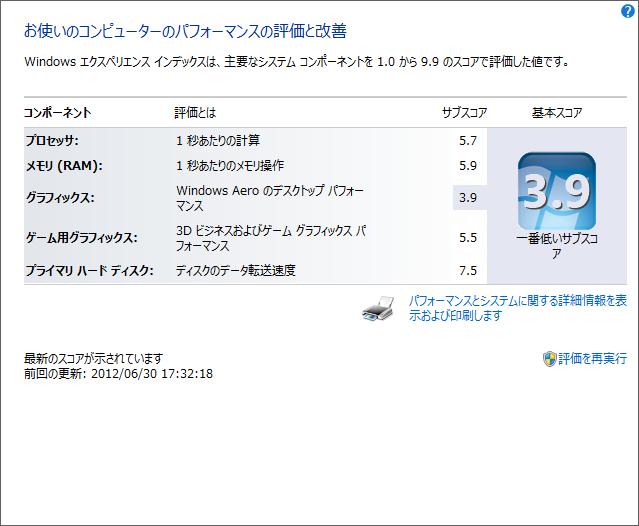 お使いのコンピューターのパフォーマンスの評価と改善
Windows エクスペリエンス インデックスは、主要なシステム コンポーネントを 1.0 から 9.9 のスコアで評価した値です。
コンポーネント 評価とは サブスコア 基本スコア
プロセッサ: 1 秒あたりの計算 5.7
メモリ (RAM): 1 秒あたりのメモリ操作 5.9
グラフィックス: Windows Aero のデスクトップ パフォー
マンス 3.9
ゲーム用グラフィックス: 3D ビジネスおよびゲーム グラフィックス パ
フォーマンス 5.5
プライマリ ハード ディスク: ディスクのデータ転送速度 7.5
3.9
一番低いサブスコ
ア
パフォーマンスとシステムに関する詳細情報を表
示および印刷します
最新のスコアが示されています
前回の更新: 2012/06/30 17:32:18
評価を再実行